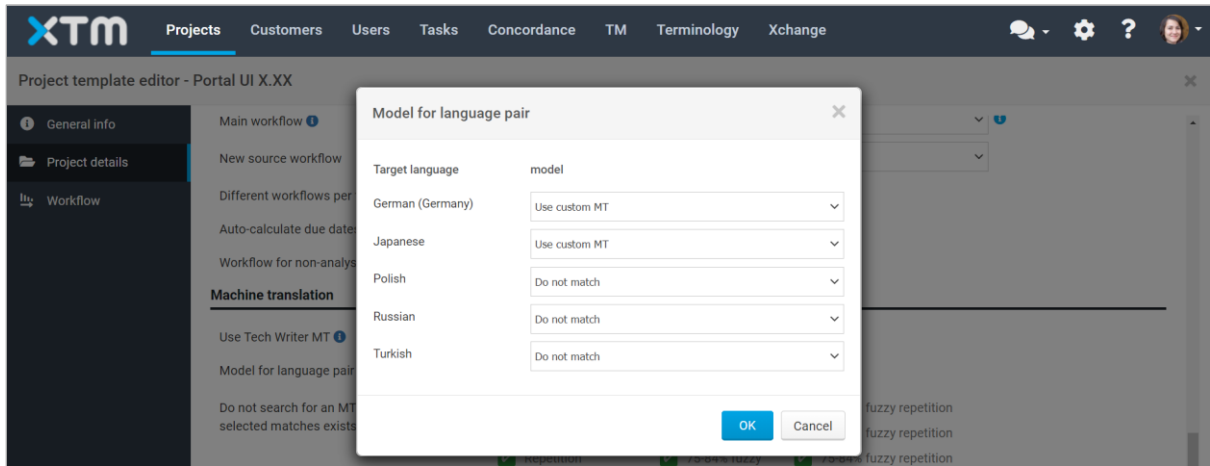 XTM Projects Customers Users Tasks Concordance TM Terminology Xchange
Project template editor - Portal UI X.XX
General info
Project details
Workflow
Main workflow
New source workflow
Different workflows per
Auto-calculate due dates
Workflow for non-analys
Machine translation
Use Tech Writer MT
Model for language pair
Do not search for an MT
selected matches exists
Model for language pair
Target language model
German (Germany) Use custom MT
Japanese Use custom MT
Polish Do not match
Russian Do not match
Turkish Do not match
OK Cancel
fuzzy repetition
fuzzy repetition
Repetition 75-84% fuzzy 75-84% fuzzy repetition